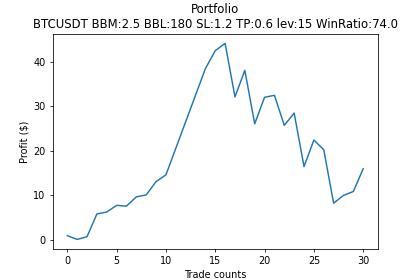 Portfolio
BTCUSDT BBM:2.5 BBL:180 SL:1.2 TP:0.6 lev:15 WinRatio:74.0
40
30
20
10
0
Profit ($)
0 5 10 15 20 25 30
Trade counts